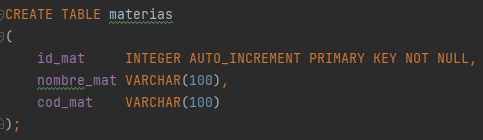 CREATE TABLE materias
(
    id_mat     INTEGER AUTO_INCREMENT PRIMARY KEY NOT NULL,
    nombre_mat VARCHAR(100),
    cod_mat    VARCHAR(100)
);